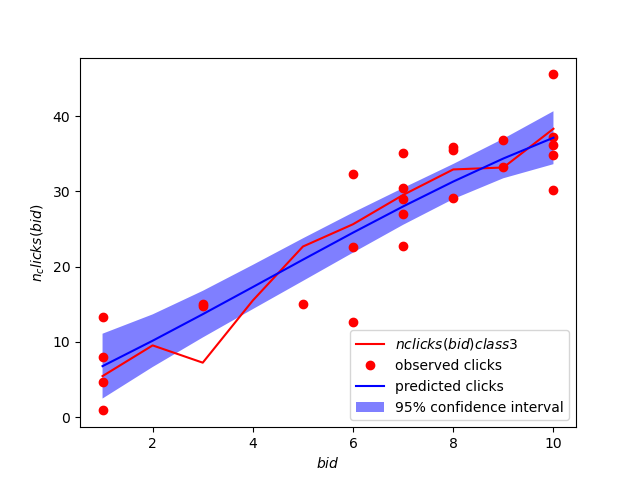 40
30
20
10
0
n_clicks(bid)
2
4
6
8
10
bid
nclicks(bid)class3
observed clicks
predicted clicks
95% confidence interval